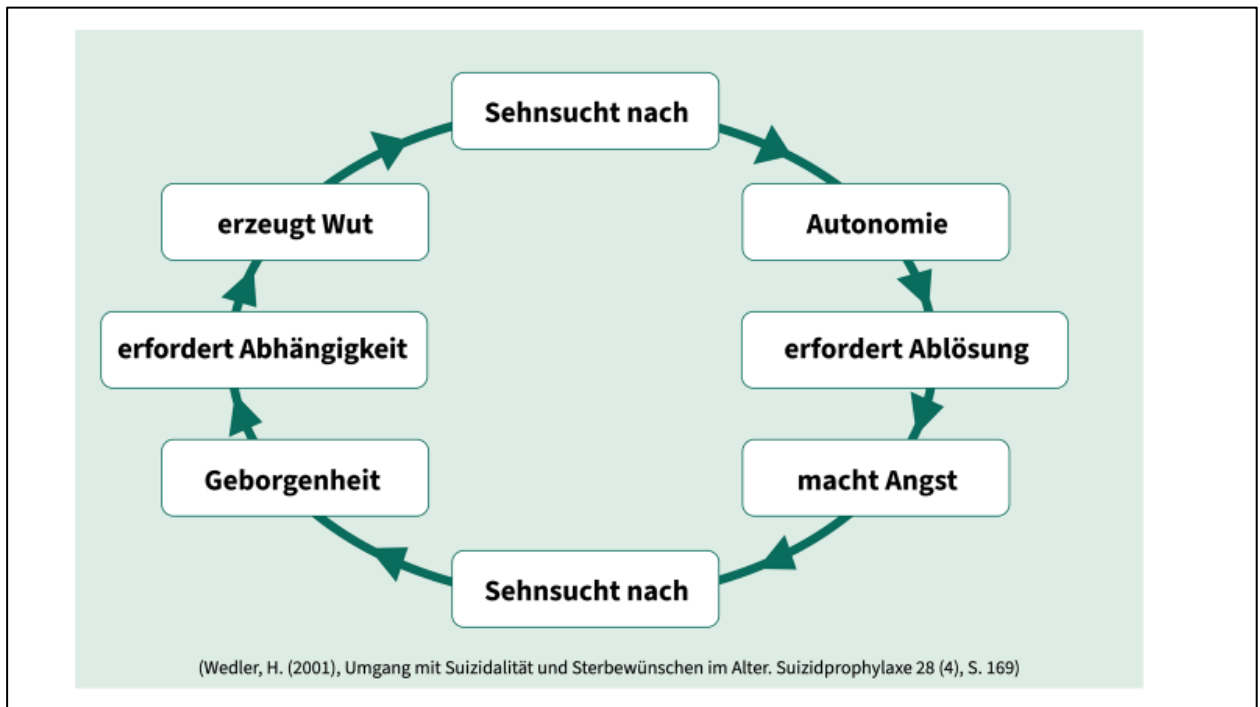 Sehnsucht nach
Autonomie
erfordert Ablösung
macht Angst
Sehnsucht nach
Geborgenheit
erfordert Abhängigkeit
erzeugt Wut
(Wedler, H. (2001), Umgang mit Suizidalität und Sterbewünschen im Alter. Suizidprophylaxe 28 (4), S. 169)